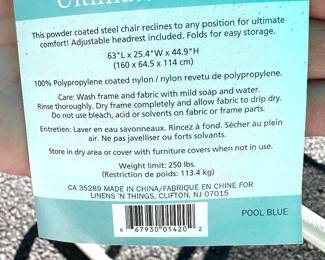 Ultimate
This powder coated steel chair reclines to any position for ultimate
comfort! Adjustable headrest included. Folds for easy storage.
63"L x 25.4"W x 44.9"H
(160 x 64.5 x 114 cm)
100% Polypropylene coated nylon / nylon revetu de polypropylene.
Care: Wash frame and fabric with mild soap and water.
Rinse thoroughly. Dry frame completely and allow fabric to drip dry.
Do not use bleach, acid or solvents on fabric or frame parts.
Entretien: Laver en eau savonneaux. Rincez à fond. Sécher au plein
air. Ne pas javelliser ou forts solvents.
Store in dry area or cover with furniture covers when not in use.
Weight limit: 250 lbs.
(Restriction de poids: 113.4 kg)
CA 35289 MADE IN CHINA/FABRIQUE EN CHINE FOR
LINENS 'N THINGS, CLIFTON, NJ 07015
POOL BLUE
6 67930 01420 2